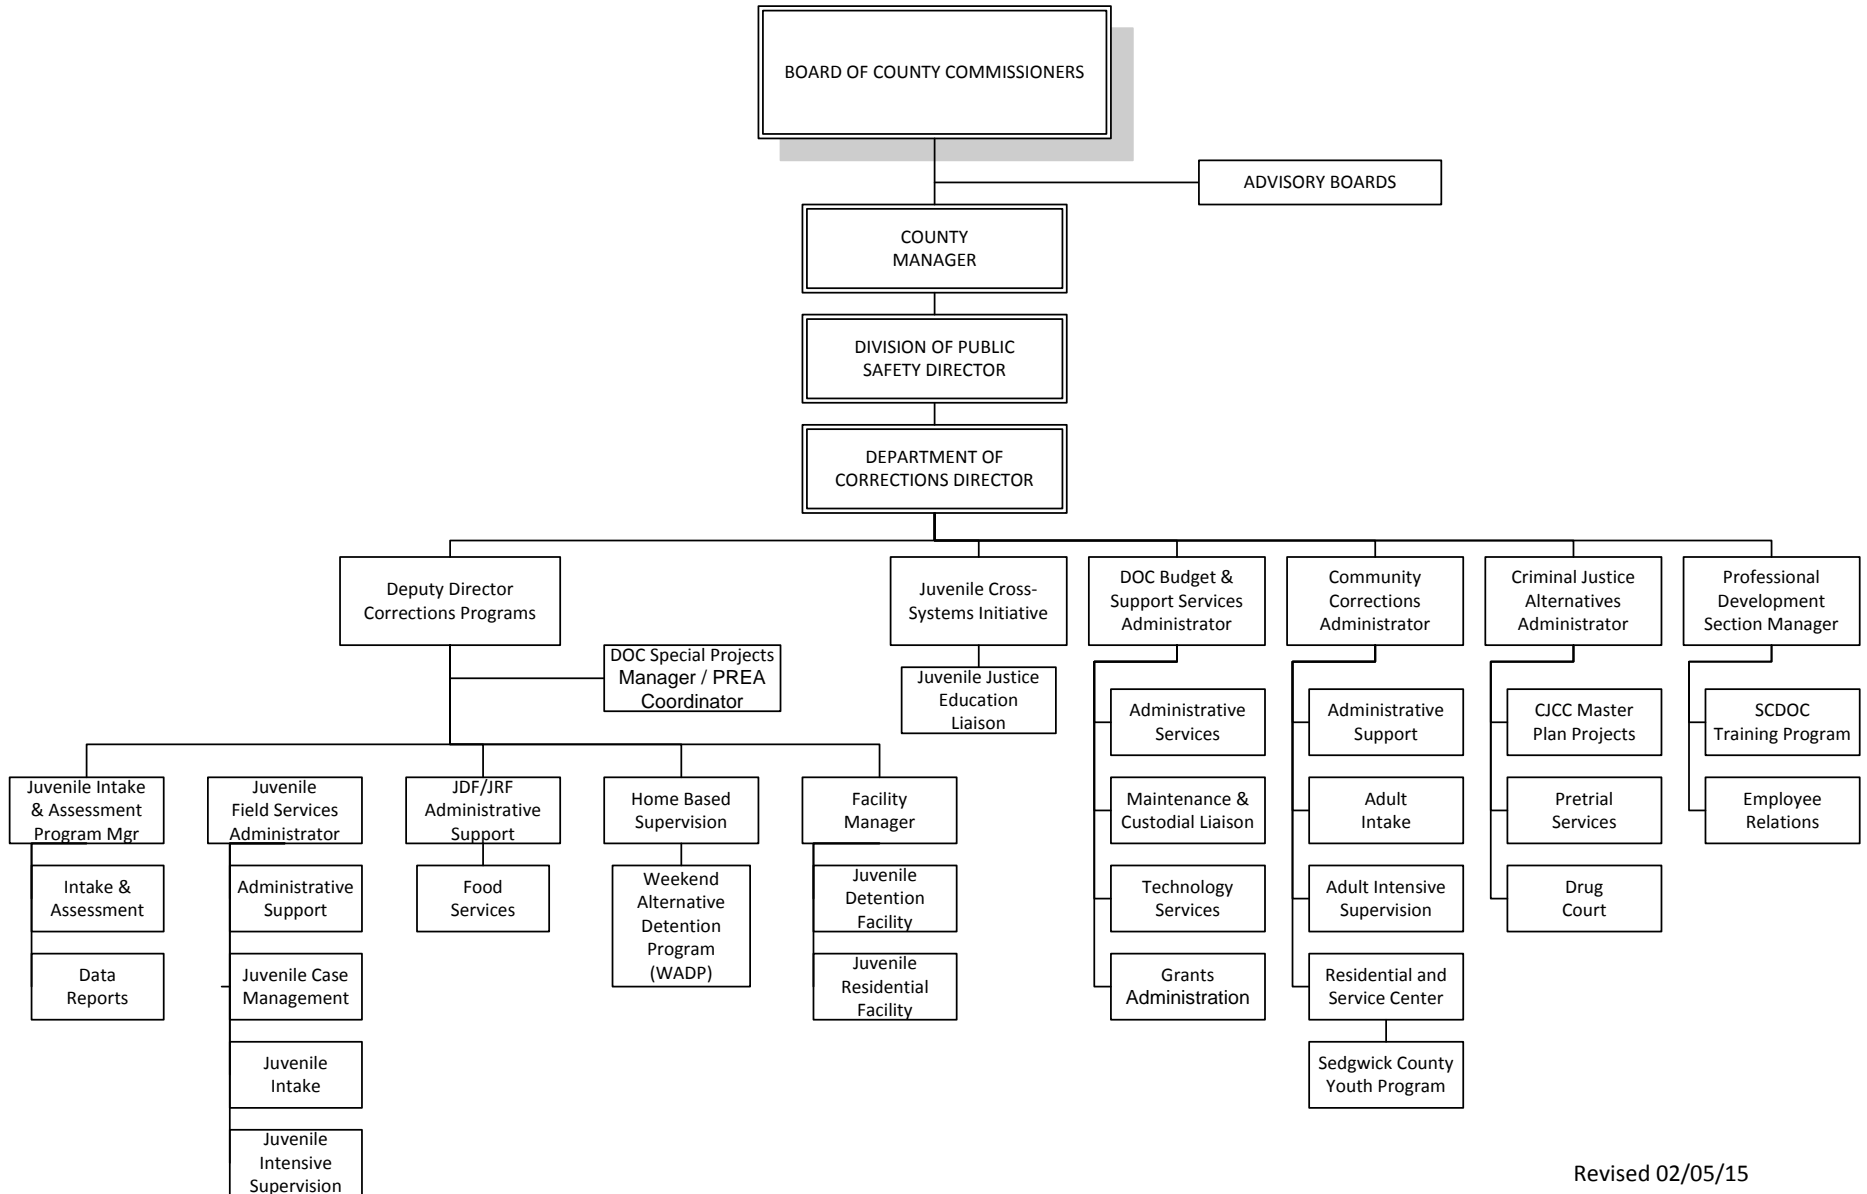 BOARD OF COUNTY COMMISSIONERS
ADVISORY BOARDS
COUNTY
MANAGER
DIVISION OF PUBLIC
SAFETY DIRECTOR
DEPARTMENT OF
CORRECTIONS DIRECTOR
Deputy Director
Corrections Programs
Juvenile Cross-
Systems Initiative
DOC Budget &
Support Services
Administrator
Community
Corrections
Administrator
Criminal Justice
Alternatives
Administrator
Professional
Development
Section Manager
DOC Special Projects
Manager / PREA
Coordinator
Juvenile Justice
Education
Liaison
Administrative
Services
Administrative
Support
CJCC Master
Plan Projects
SCDOC
Training Program
Juvenile Intake
& Assessment
Program Mgr
Juvenile
Field Services
Administrator
JDF/JRF
Administrative
Support
Home Based
Supervision
Facility
Manager
Maintenance &
Custodial Liaison
Adult
Intake
Pretrial
Services
Employee
Relations
Intake &
Assessment
Administrative
Support
Food
Services
Weekend
Alternative
Detention
Program
(WADP)
Juvenile
Detention
Facility
Technology
Services
Adult Intensive
Supervision
Drug
Court
Data
Reports
Juvenile Case
Management
Juvenile
Residential
Facility
Grants
Administration
Residential and
Service Center
Juvenile
Intake
Sedgwick County
Youth Program
Juvenile
Intensive
Supervision
Revised 02/05/15